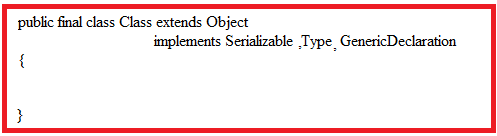 public final class Class extends Object
implements Serializable ,Type, GenericDeclaration
{
}